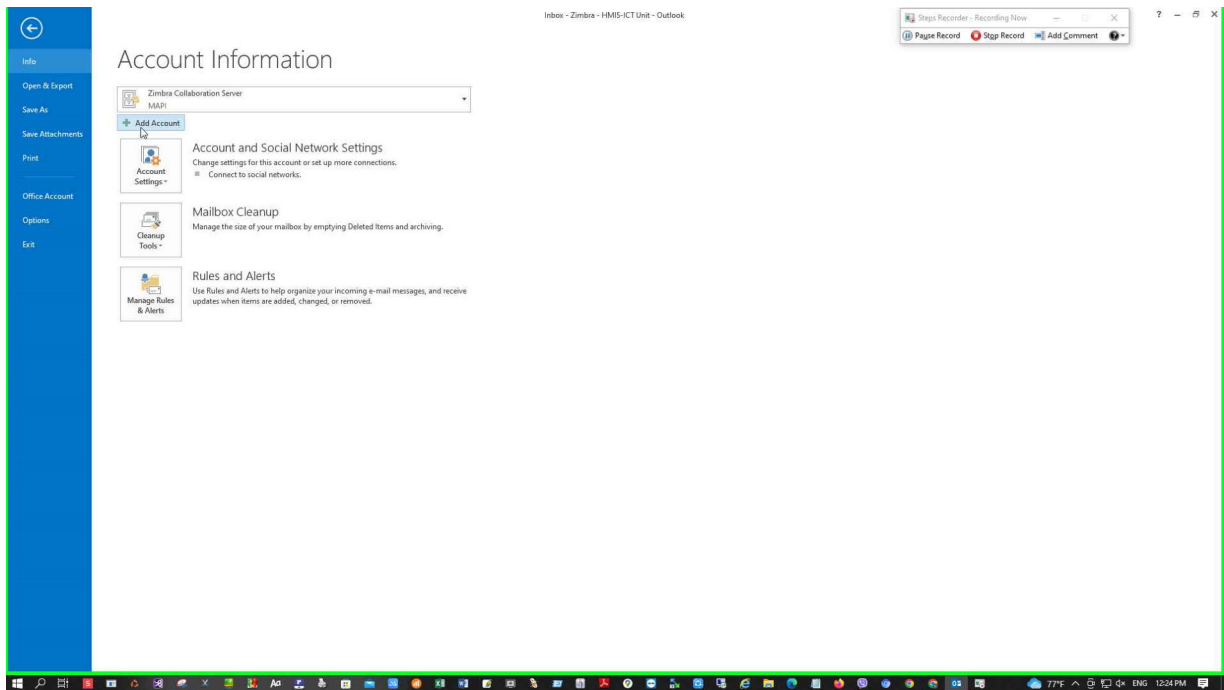 Inbox - Zimbra - HMIS-ICT Unit - Outlook
Steps Recorder - Recording Now
Pause Record Stop Record Add Comment
?
Info
Open & Export
Save As
Save Attachments
Print
Office Account
Options
Exit
Account Information
Zimbra Collaboration Server
MAPI
Add Account
Account
Settings
Account and Social Network Settings
Change settings for this account or set up more connections.
Connect to social networks.
Cleanup
Tools
Mailbox Cleanup
Manage the size of your mailbox by emptying Deleted Items and archiving.
Manage Rules
& Alerts
Rules and Alerts
Use Rules and Alerts to help organize your incoming e-mail messages, and receive
updates when items are added, changed, or removed.
77°F ENG 12:24 PM